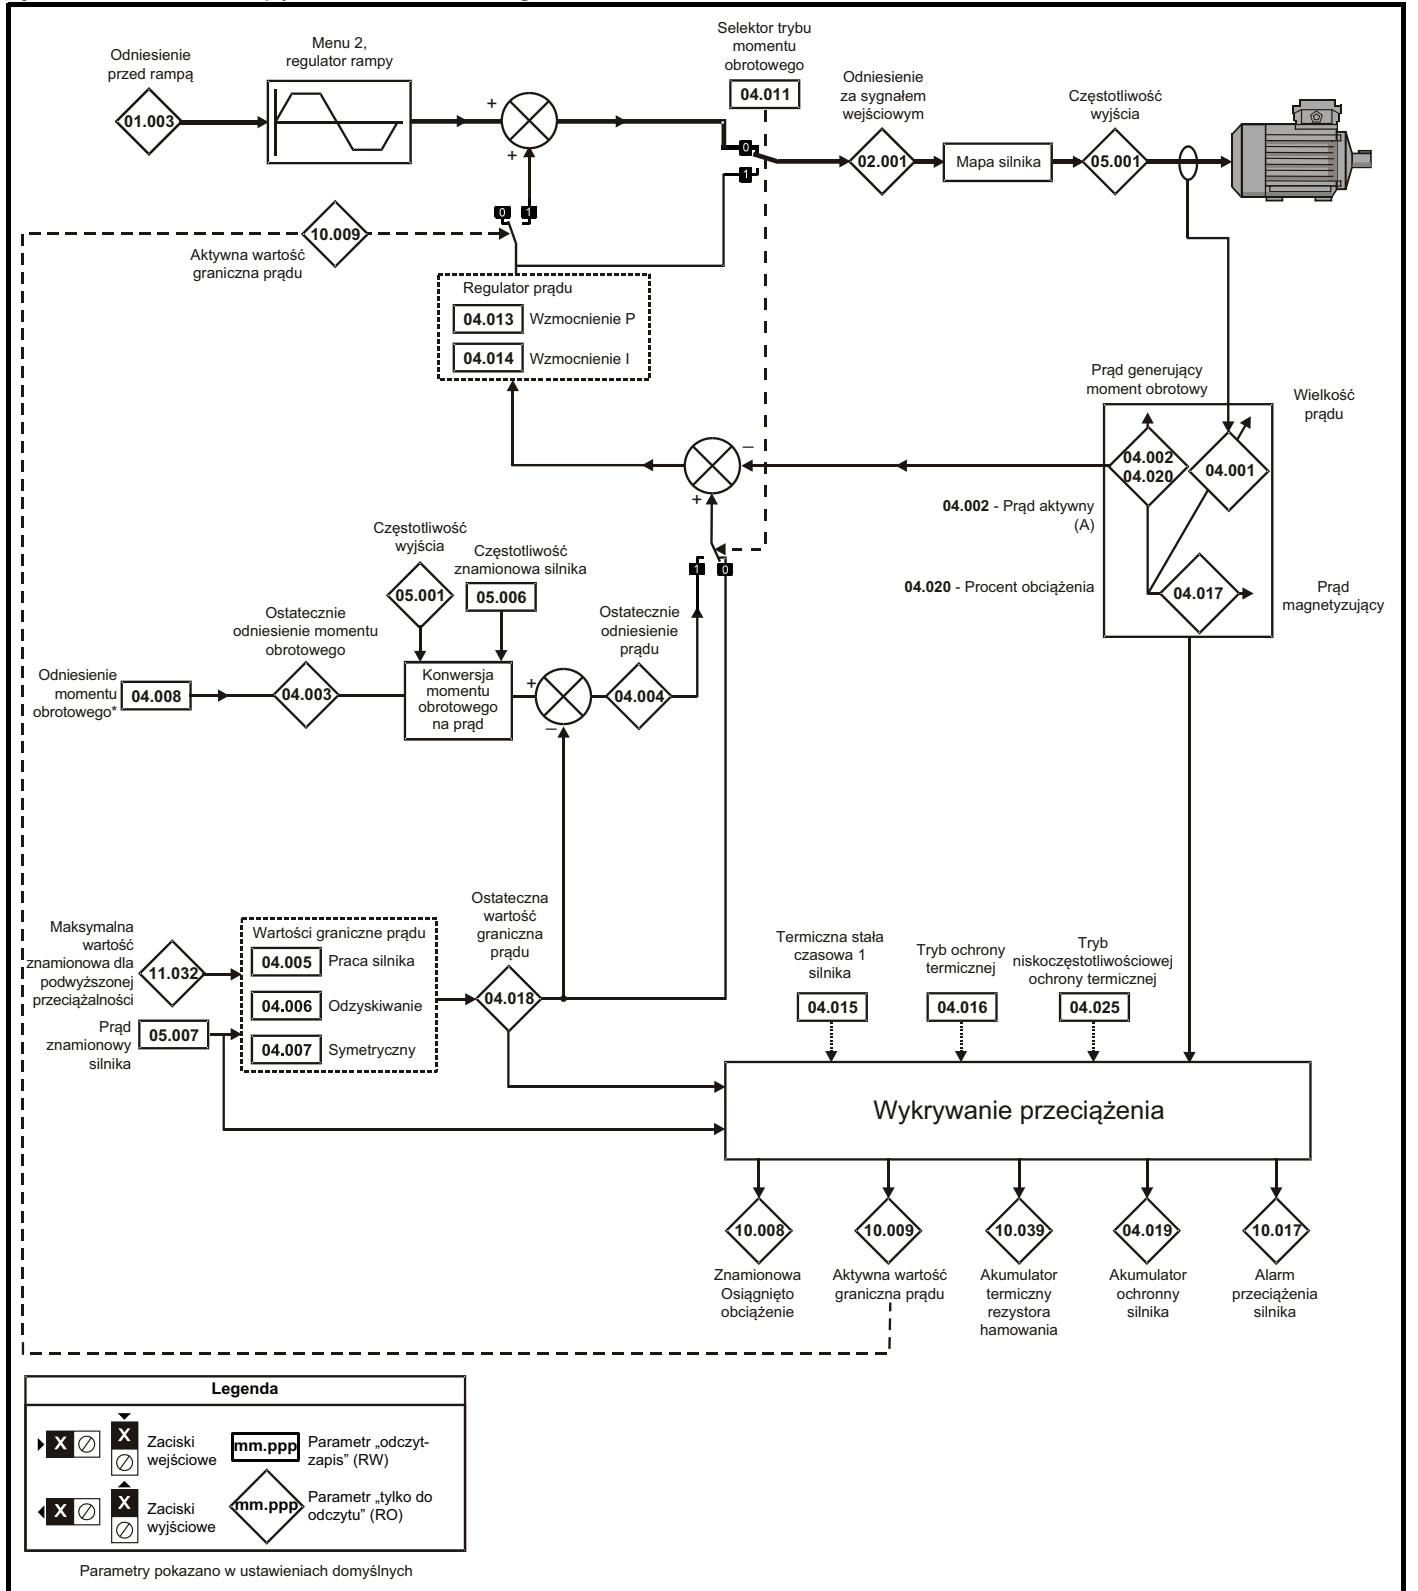 Selektor trybu
momentu
obrotowego
04.011
Menu 2,
regulator rampy
Odniesienie
przed rampą
01.003
+
+
Odniesienie
za sygnałem
wejściowym
02.001
0
1
Mapa silnika
Częstotliwość
wyjścia
05.001
0
1
10.009
Aktywna wartość
graniczna prądu
Regulator prądu
04.013
Wzmocnienie P
04.014
Wzmocnienie I
Prąd generujący
moment obrotowy
Wielkość
prądu
04.002
04.020
04.001
04.017
Prąd
magnetyzujący
04.002 - Prąd aktywny
(A)
04.020 - Procent obciążenia
–
+
1
0
Częstotliwość
wyjścia
05.001
Częstotliwość
znamionowa silnika
05.006
Ostatecznie
odniesienie momentu
obrotowego
04.003
Ostatecznie
odniesienie
prądu
04.004
Odniesienie
momentu
obrotowego*
04.008
Konwersja
momentu
obrotowego
na prąd
+
–
Maksymalna
wartość
znamionowa dla
podwyższonej
przeciążalności
11.032
Prąd
znamionowy
silnika
05.007
Wartości graniczne prądu
04.005
Praca silnika
04.006
Odzyskiwanie
04.007
Symetryczny
Ostateczna
wartość
graniczna
prądu
04.018
Termiczna stała
czasowa 1
silnika
04.015
Tryb ochrony
termicznej
04.016
Tryb
niskoczęstotliwościowej
ochrony termicznej
04.025
Wykrywanie przeciążenia
10.008
10.009
10.039
04.019
10.017
Znamionowa
Osiągnięto
obciążenie
Aktywna wartość
graniczna prądu
Akumulator
termiczny
rezystora
hamowania
Akumulator
ochronny
silnika
Alarm
przeciążenia
silnika
Legenda
X
X
Zaciski
wejściowe
mm.ppp
Parametr „odczyt-
zapis” (RW)
X
X
Zaciski
wyjściowe
mm.ppp
Parametr „tylko do
odczytu” (RO)
Parametry pokazano w ustawieniach domyślnych